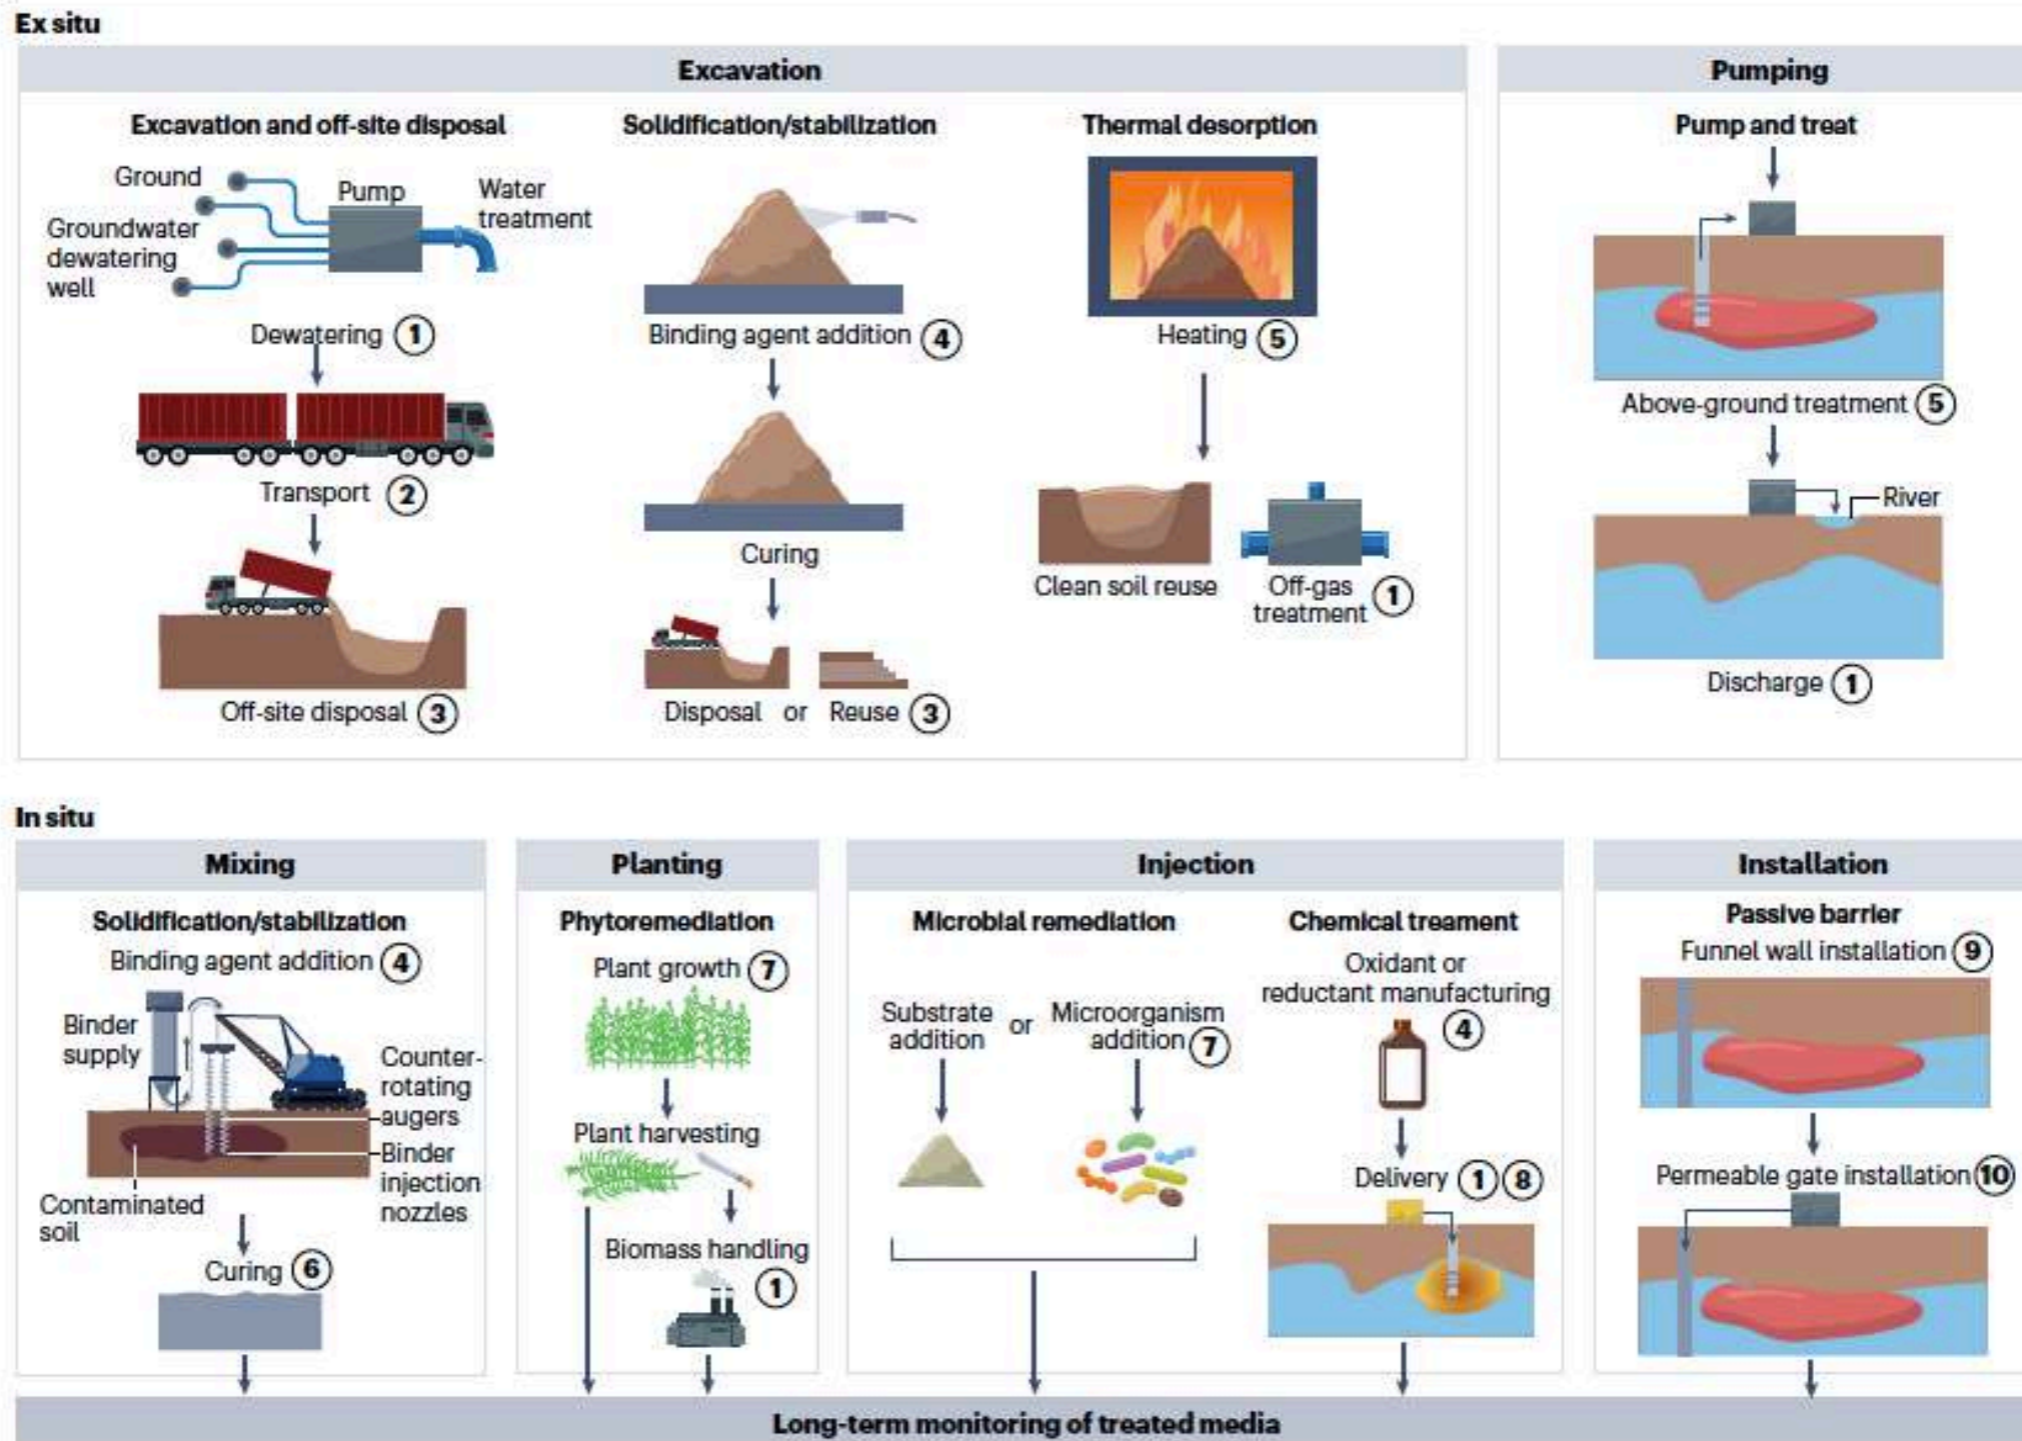 Ex situ
Excavation
Excavation and off-site disposal
Ground
Pump
Water
treatment
Groundwater
dewatering
well
Dewatering 1
Transport 2
Off-site disposal 3
Solidification/stabilization
Binding agent addition 4
Curing
Disposal or Reuse 3
Thermal desorption
Heating 5
Clean soil reuse
Off-gas
treatment 1
Pumping
Pump and treat
Above-ground treatment 5
River
Discharge 1
In situ
Mixing
Solidification/stabilization
Binding agent addition 4
Binder
supply
Counter-
rotating
augers
Binder
injection
nozzles
Contaminated
soil
Curing 6
Planting
Phytoremediation
Plant growth 7
Plant harvesting
Biomass handling
1
Injection
Microbial remediation
Substrate
addition
or
Microorganism
addition 7
Chemical treament
Oxidant or
reductant manufacturing
4
Delivery 1 8
Installation
Passive barrier
Funnel wall installation 9
Permeable gate installation 10
Long-term monitoring of treated media